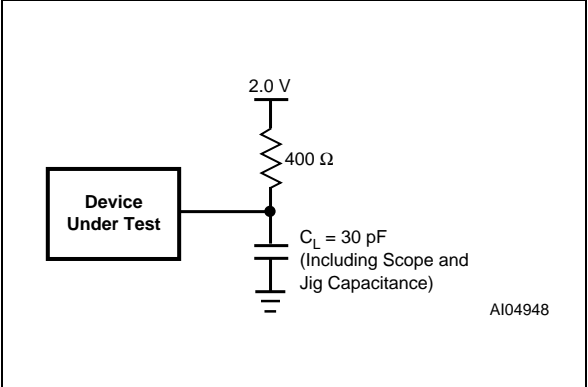 2.0 V
400 Ω
Device
Under Test
C_L = 30 pF
(Including Scope and
Jig Capacitance)
AI04948